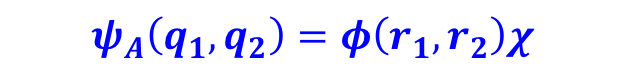 ψ_A(q_1, q_2) = ϕ(r_1, r_2)χ